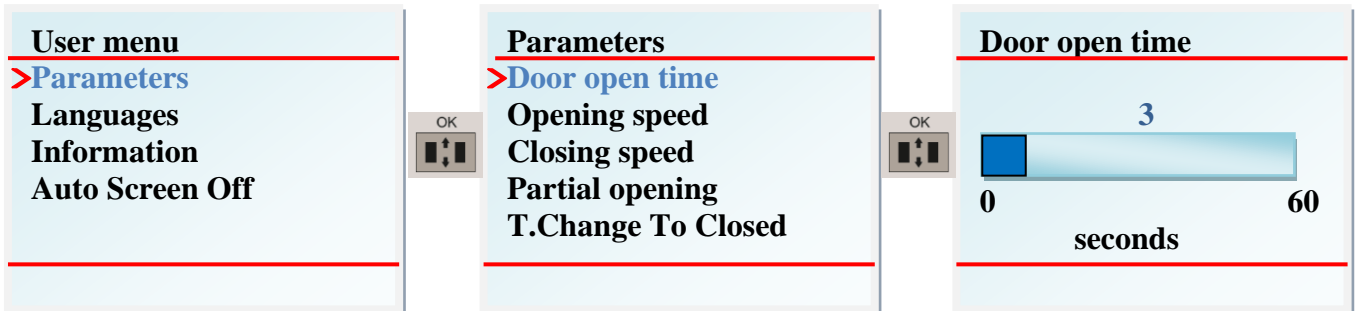 User menu
Parameters
Languages
Information
Auto Screen Off
OK
Parameters
Door open time
Opening speed
Closing speed
Partial opening
T.Change To Closed
OK
Door open time
3
0 60
seconds